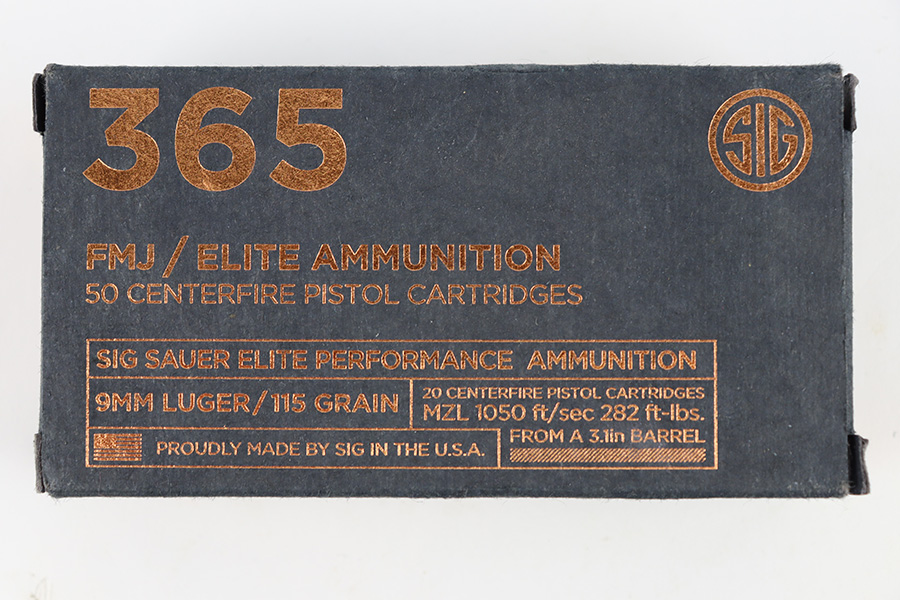 365
SIG
FMJ / ELITE AMMUNITION
50 CENTERFIRE PISTOL CARTRIDGES
SIG SAUER ELITE PERFORMANCE AMMUNITION
9MM LUGER/115 GRAIN
20 CENTERFIRE PISTOL CARTRIDGES
MZL 1050 ft/sec 282 ft-lbs.
FROM A 3.1in BARREL
PROUDLY MADE BY SIG IN THE U.S.A.